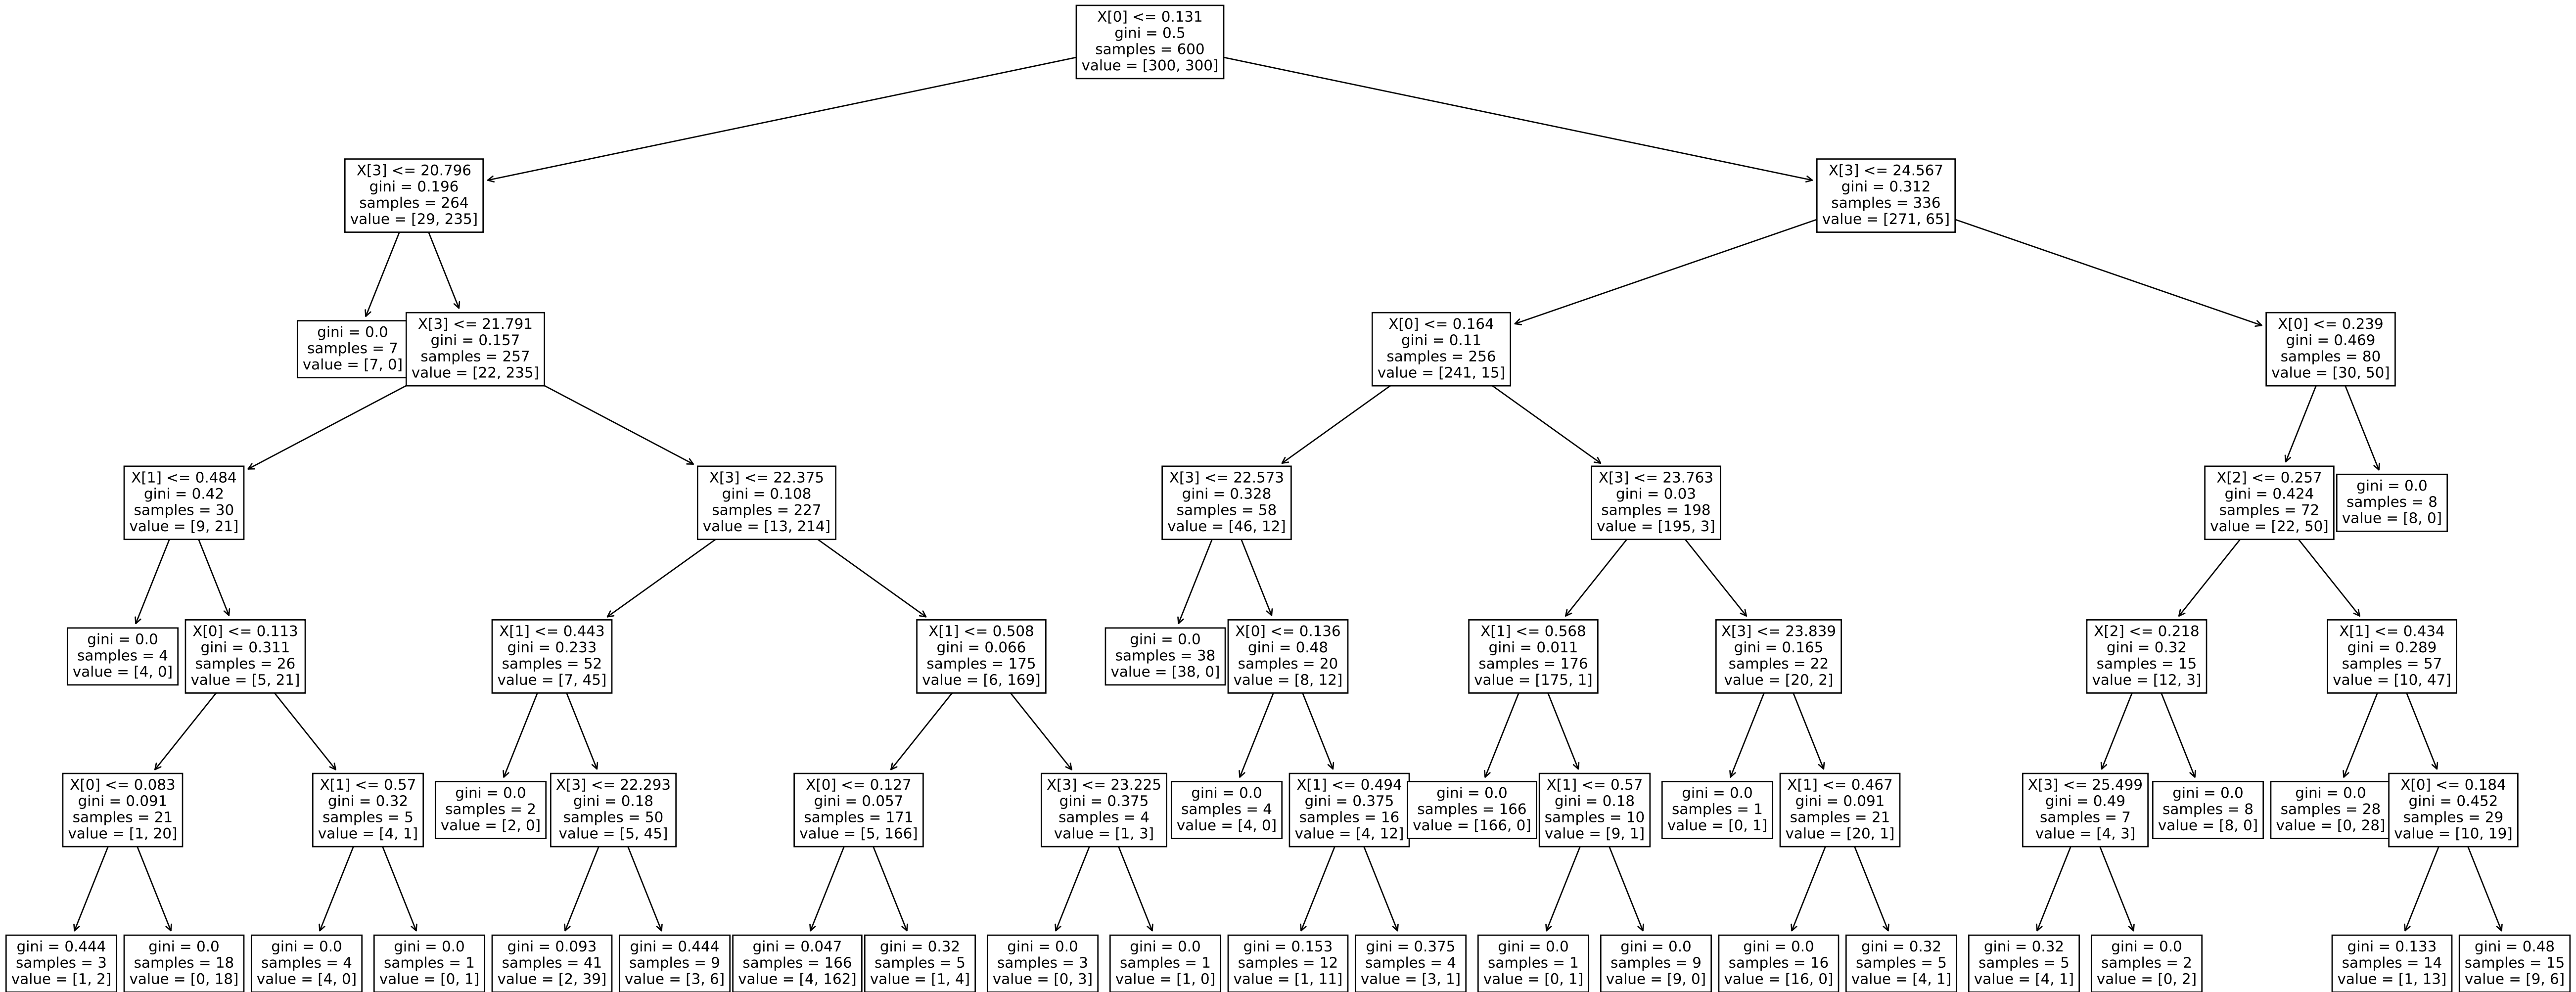 X[0] <= 0.131
gini = 0.5
samples = 600
value = [300, 300]
X[3] <= 20.796
gini = 0.196
samples = 264
value = [29, 235]
X[3] <= 24.567
gini = 0.312
samples = 336
value = [271, 65]
gini = 0.0
samples = 7
value = [7, 0]
X[3] <= 21.791
gini = 0.157
samples = 257
value = [22, 235]
X[0] <= 0.164
gini = 0.11
samples = 256
value = [241, 15]
X[0] <= 0.239
gini = 0.469
samples = 80
value = [30, 50]
X[1] <= 0.484
gini = 0.42
samples = 30
value = [9, 21]
X[3] <= 22.375
gini = 0.108
samples = 227
value = [13, 214]
X[3] <= 22.573
gini = 0.328
samples = 58
value = [46, 12]
X[3] <= 23.763
gini = 0.03
samples = 198
value = [195, 3]
X[2] <= 0.257
gini = 0.424
samples = 72
value = [22, 50]
gini = 0.0
samples = 8
value = [8, 0]
gini = 0.0
samples = 4
value = [4, 0]
X[0] <= 0.113
gini = 0.311
samples = 26
value = [5, 21]
X[1] <= 0.443
gini = 0.233
samples = 52
value = [7, 45]
X[1] <= 0.508
gini = 0.066
samples = 175
value = [6, 169]
gini = 0.0
samples = 38
value = [38, 0]
X[0] <= 0.136
gini = 0.48
samples = 20
value = [8, 12]
X[1] <= 0.568
gini = 0.011
samples = 176
value = [175, 1]
X[3] <= 23.839
gini = 0.165
samples = 22
value = [20, 2]
X[2] <= 0.218
gini = 0.32
samples = 15
value = [12, 3]
X[1] <= 0.434
gini = 0.289
samples = 57
value = [10, 47]
X[0] <= 0.083
gini = 0.091
samples = 21
value = [1, 20]
X[1] <= 0.57
gini = 0.32
samples = 5
value = [4, 1]
gini = 0.0
samples = 2
value = [2, 0]
X[3] <= 22.293
gini = 0.18
samples = 50
value = [5, 45]
X[0] <= 0.127
gini = 0.057
samples = 171
value = [5, 166]
X[3] <= 23.225
gini = 0.375
samples = 4
value = [1, 3]
gini = 0.0
samples = 4
value = [4, 0]
X[1] <= 0.494
gini = 0.375
samples = 16
value = [4, 12]
gini = 0.0
samples = 166
value = [166, 0]
X[1] <= 0.57
gini = 0.18
samples = 10
value = [9, 1]
gini = 0.0
samples = 1
value = [0, 1]
X[1] <= 0.467
gini = 0.091
samples = 21
value = [20, 1]
X[3] <= 25.499
gini = 0.49
samples = 7
value = [4, 3]
gini = 0.0
samples = 8
value = [8, 0]
gini = 0.0
samples = 28
value = [0, 28]
X[0] <= 0.184
gini = 0.452
samples = 29
value = [10, 19]
gini = 0.444
samples = 3
value = [1, 2]
gini = 0.0
samples = 18
value = [0, 18]
gini = 0.0
samples = 4
value = [4, 0]
gini = 0.0
samples = 1
value = [0, 1]
gini = 0.093
samples = 41
value = [2, 39]
gini = 0.444
samples = 9
value = [3, 6]
gini = 0.047
samples = 166
value = [4, 162]
gini = 0.32
samples = 5
value = [1, 4]
gini = 0.0
samples = 3
value = [0, 3]
gini = 0.0
samples = 1
value = [1, 0]
gini = 0.153
samples = 12
value = [1, 11]
gini = 0.375
samples = 4
value = [3, 1]
gini = 0.0
samples = 1
value = [0, 1]
gini = 0.0
samples = 9
value = [9, 0]
gini = 0.0
samples = 16
value = [16, 0]
gini = 0.32
samples = 5
value = [4, 1]
gini = 0.32
samples = 5
value = [4, 1]
gini = 0.0
samples = 2
value = [0, 2]
gini = 0.133
samples = 14
value = [1, 13]
gini = 0.48
samples = 15
value = [9, 6]